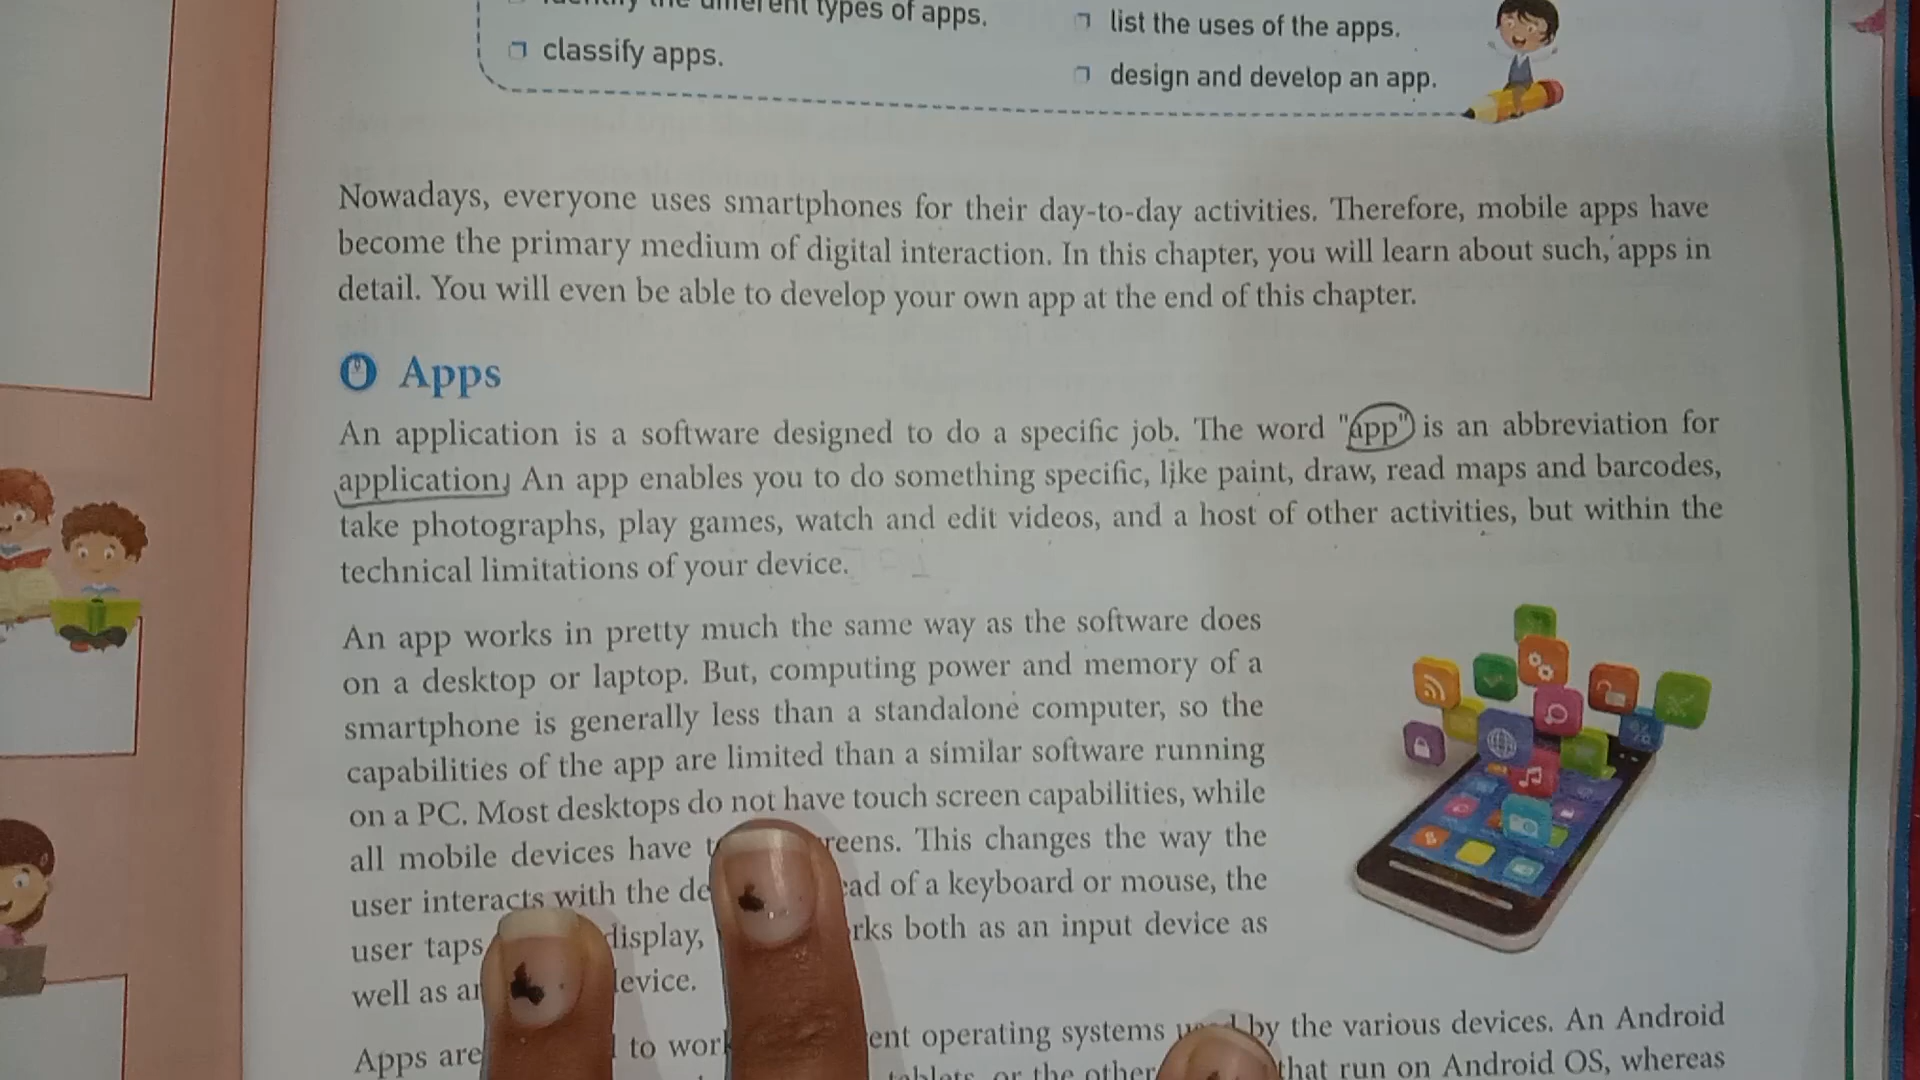 the different types of apps.
classify apps.
list the uses of the apps.
design and develop an app.
Nowadays, everyone uses smartphones for their day-to-day activities. Therefore, mobile apps have
become the primary medium of digital interaction. In this chapter, you will learn about such, apps in
detail. You will even be able to develop your own app at the end of this chapter.
Apps
An application is a software designed to do a specific job. The word "app" is an abbreviation for
application. An app enables you to do something specific, like paint, draw, read maps and barcodes,
take photographs, play games, watch and edit videos, and a host of other activities, but within the
technical limitations of your device.
An app works in pretty much the same way as the software does
on a desktop or laptop. But, computing power and memory of a
smartphone is generally less than a standalone computer, so the
capabilities of the app are limited than a similar software running
on a PC. Most desktops do not have touch screen capabilities, while
all mobile devices have reens. This changes the way the
user interacts with the de ead of a keyboard or mouse, the
user taps display, rks both as an input device as
well as an evice.
Apps are to work ent operating systems by the various devices. An Android
tablets, or the other that run on Android OS, whereas